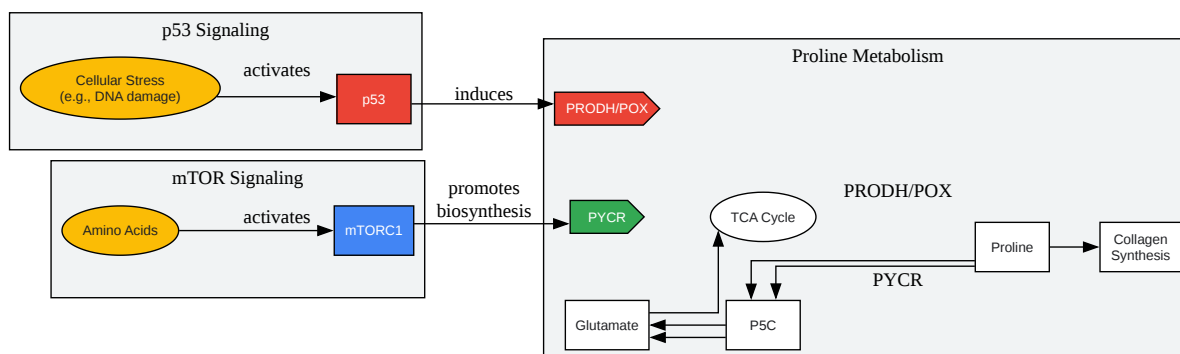 p53 Signaling
Cellular Stress
(e.g., DNA damage)
activates
p53
induces
mTOR Signaling
Amino Acids
activates
mTORC1
promotes
biosynthesis
Proline Metabolism
PRODH/POX
PYCR
TCA Cycle
PRODH/POX
Proline
Collagen
Synthesis
PYCR
Glutamate
P5C